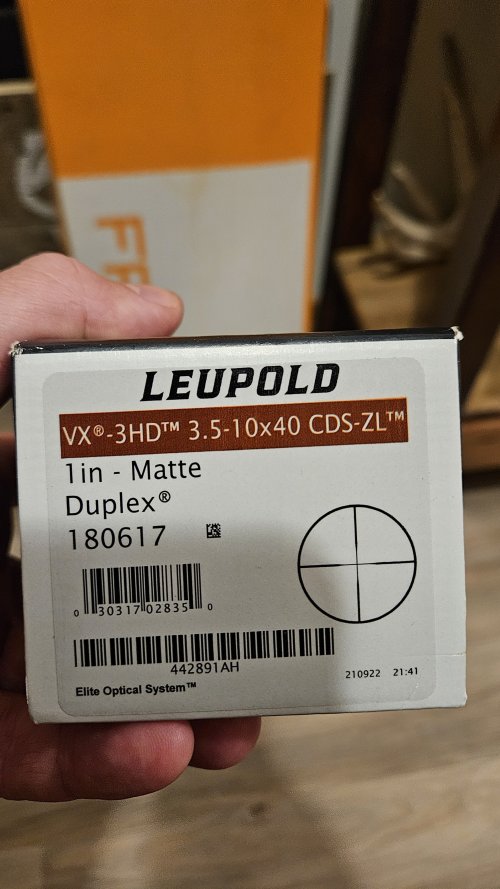 LEUPOLD
VX®-3HD™ 3.5-10x40 CDS-ZL™
1in - Matte
Duplex®
180617
0 30317 02835 0
442891AH
Elite Optical System™
210922 21:41